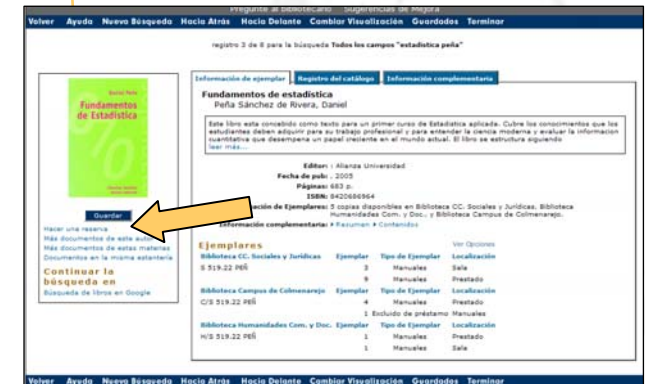 Pregunte al bibliotecario Sugerencias de Mejora
Volver Ayuda Nueva Búsqueda Hacia Atrás Hacia Delante Cambiar Visualización Guardados Terminar
registro 3 de 8 para la búsqueda Todos los campos "estadistica peña"
Información de ejemplar Registro del catálogo Información complementaria
Fundamentos de estadística
Peña Sánchez de Rivera, Daniel
Este libro esta concebido como texto para un primer curso de Estadistica aplicada. Cubre los conocimientos que los
estudiantes deben adquirir para su trabajo profesional y para entender la ciencia moderna y evaluar la informacion
cuantitativa que desempena un papel creciente en el mundo actual. El libro se estructura siguiendo
leer más...
Daniel Peña
Fundamentos
de Estadística
Editor: : Alianza Universidad
Fecha de pub: , 2005
Páginas: 683 p.
ISBN: 8420686964
ación de Ejemplares: 5 copias disponibles en Biblioteca CC. Sociales y Jurídicas, Biblioteca
Humanidades Com. y Doc., y Biblioteca Campus de Colmenarejo.
Información complementaria: Resumen Contenidos
Guardar
Hacer una reserva
Más documentos de este autor
Más documentos de estas materias
Documentos en la misma estantería
Continuar la
búsqueda en
Búsqueda de libros en Google
Ejemplares Ver Opciones
Biblioteca CC. Sociales y Jurídicas Ejemplar Tipo de Ejemplar Localización
S 519.22 PEÑ 3 Manuales Sala
9 Manuales Prestado
Biblioteca Campus de Colmenarejo Ejemplar Tipo de Ejemplar Localización
C/S 519.22 PEÑ 4 Manuales Prestado
1 Excluido de préstamo Manuales
Biblioteca Humanidades Com. y Doc. Ejemplar Tipo de Ejemplar Localización
H/S 519.22 PEÑ 1 Manuales Prestado
1 Manuales Sala
Volver Ayuda Nueva Búsqueda Hacia Atrás Hacia Delante Cambiar Visualización Guardados Terminar